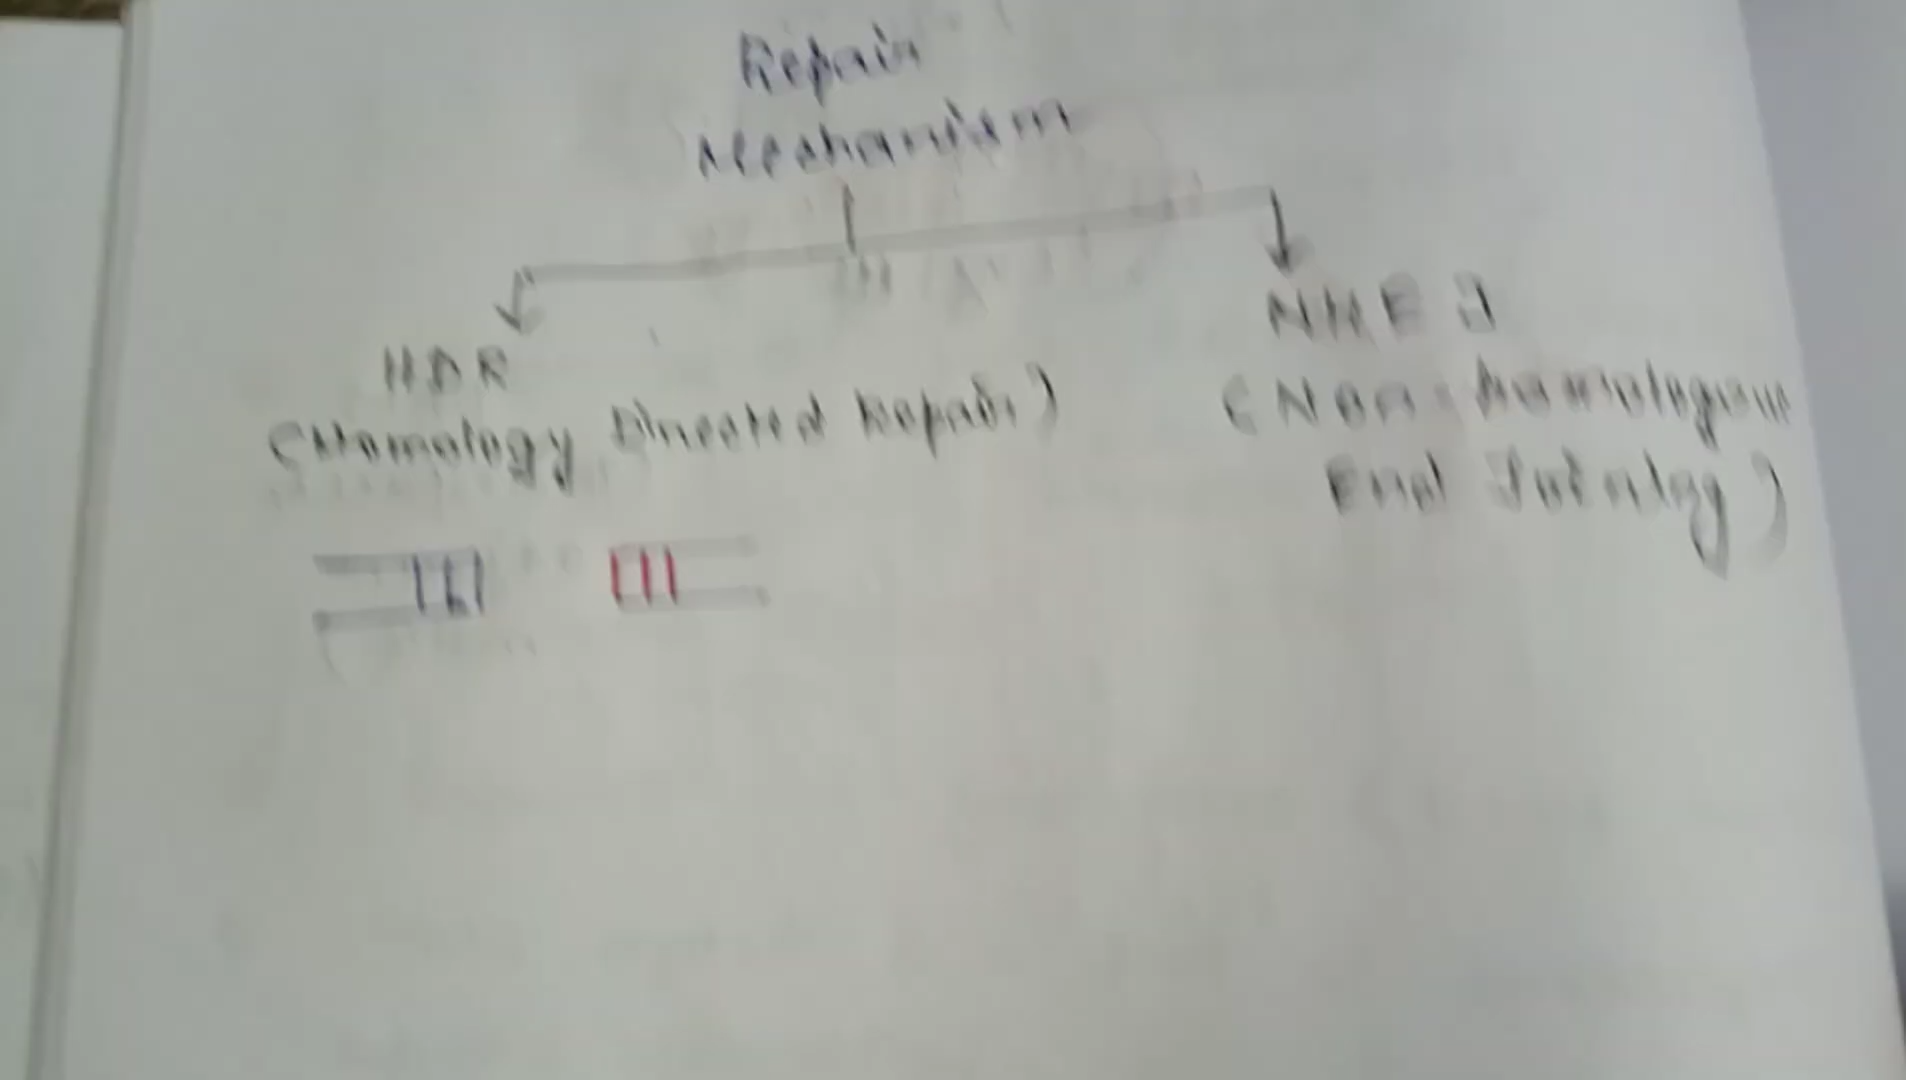 Repair
Mechanism
HDR
(Homology Directed Repair)
NHEJ
(Non-homologous
End Joining)